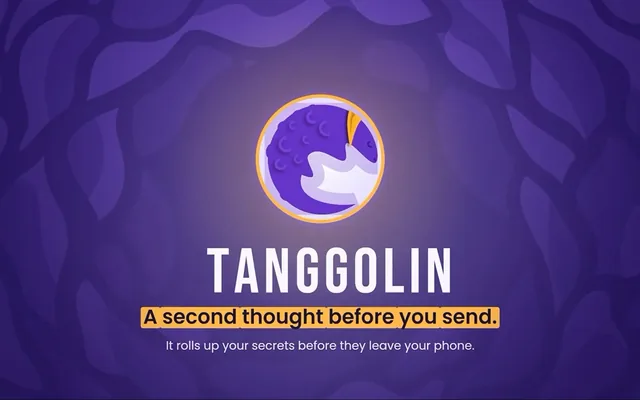 TANGGOLIN
A second thought before you send.
It rolls up your secrets before they leave your phone.